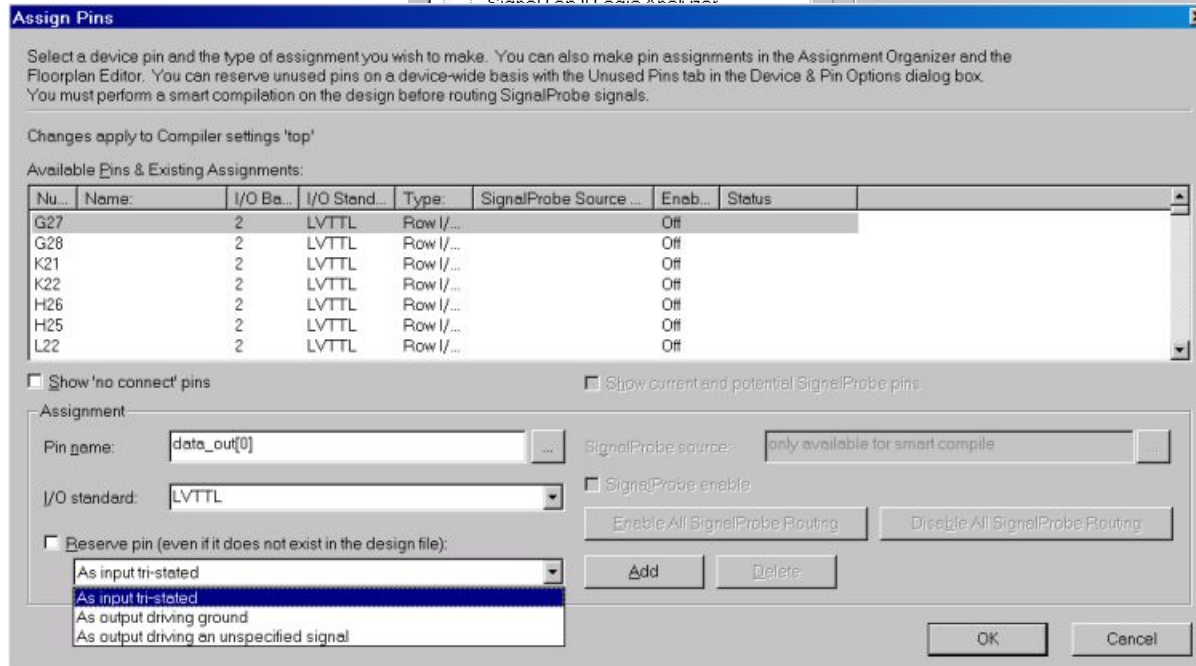 Assign Pins
Select a device pin and the type of assignment you wish to make. You can also make pin assignments in the Assignment Organizer and the
Floorplan Editor. You can reserve unused pins on a device-wide basis with the Unused Pins tab in the Device & Pin Options dialog box.
You must perform a smart compilation on the design before routing SignalProbe signals.
Changes apply to Compiler settings 'top'
Available Pins & Existing Assignments:
Nu... Name: I/O Ba... I/O Stand... Type: SignalProbe Source ... Enab... Status
G27 2 LVTTL Row I/... Off
G28 2 LVTTL Row I/... Off
K21 2 LVTTL Row I/... Off
K22 2 LVTTL Row I/... Off
H26 2 LVTTL Row I/... Off
H25 2 LVTTL Row I/... Off
L22 2 LVTTL Row I/... Off
Show 'no connect' pins Show current and potential SignalProbe pins
Assignment
Pin name: data_out[0] ... SignalProbe source: only available for smart compile ...
I/O standard: LVTTL SignalProbe enable
Enable All SignalProbe Routing Disable All SignalProbe Routing
Reserve pin (even if it does not exist in the design file):
As input tri-stated Add Delete
As input tri-stated
As output driving ground
As output driving an unspecified signal
OK Cancel